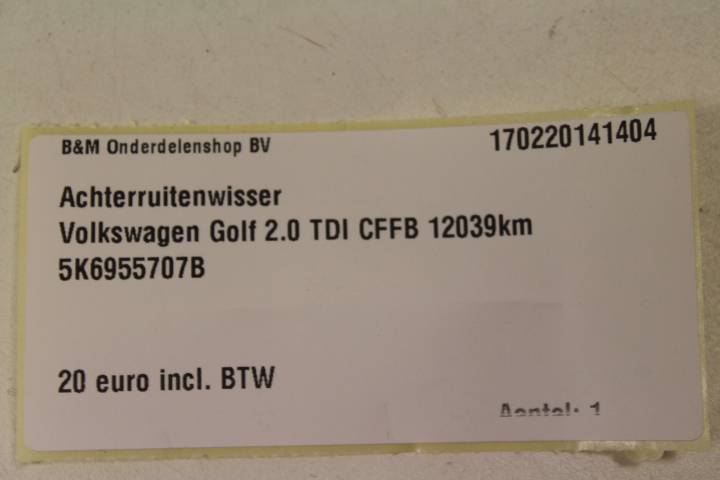 B&M Onderdelenshop BV 170220141404
Achterruitenwisser
Volkswagen Golf 2.0 TDI CFFB 12039km
5K6955707B
20 euro incl. BTW
Aantal: 1